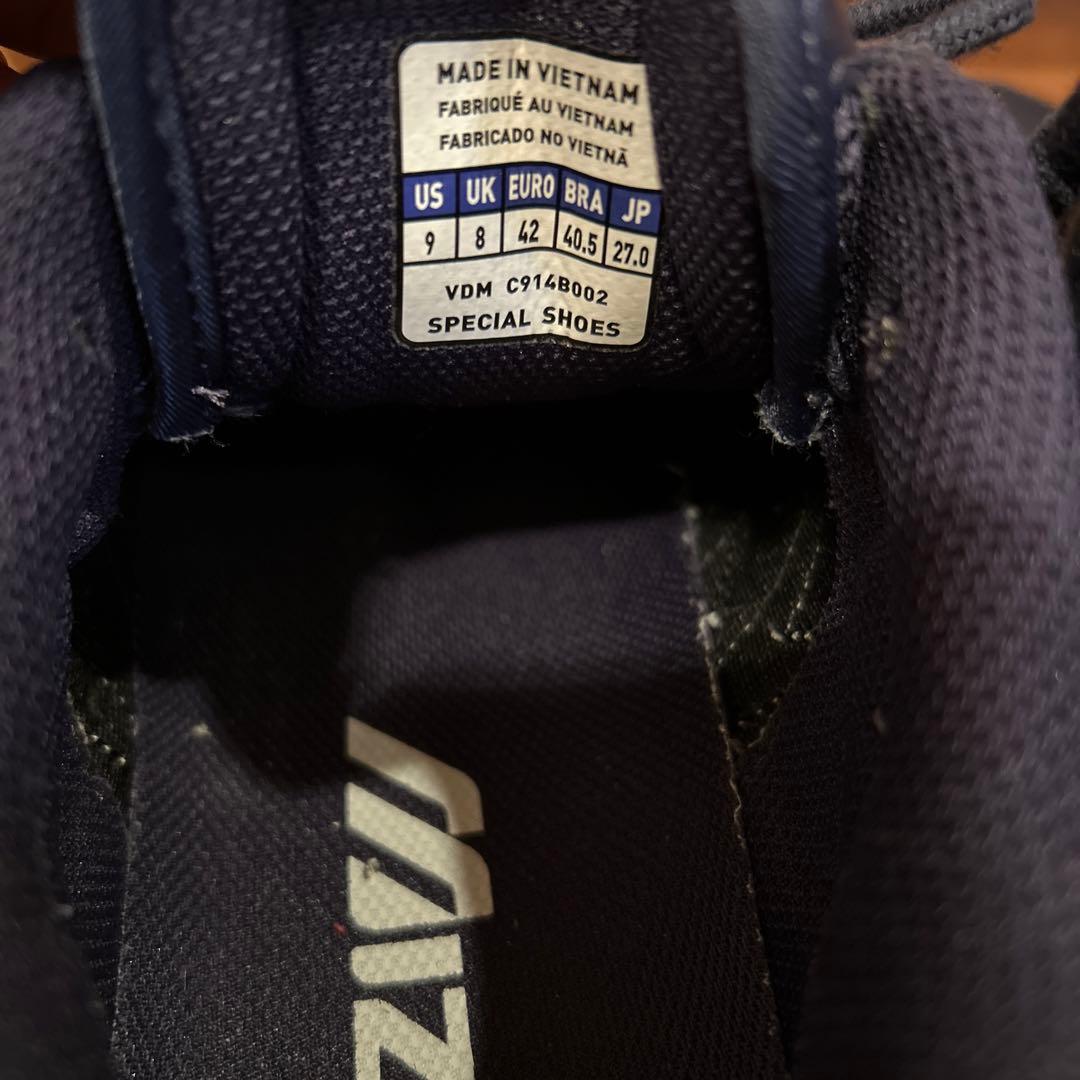 MADE IN VIETNAM
FABRIQUÉ AU VIETNAM
FABRICADO NO VIETNÃ
US UK EURO BRA JP
9 8 42 40.5 27.0
VDM C914B002
SPECIAL SHOES
MIZ